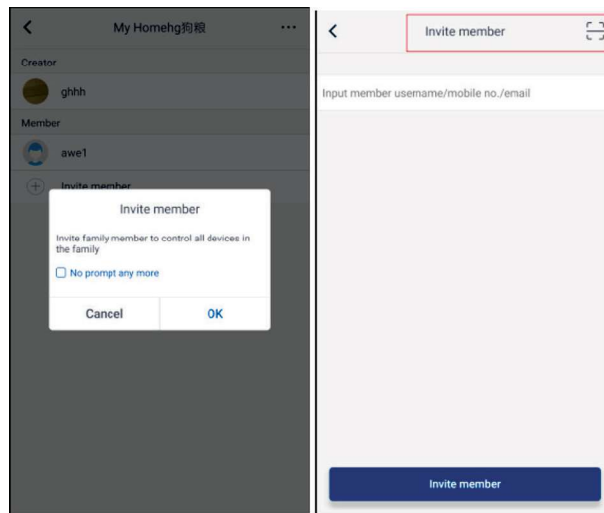 My Homehg狗粮
Creator
ghhh
Member
awe1
Invite member
Invite member
Invite family member to control all devices in
the family
No prompt any more
Cancel
OK
Invite member
Input member username/mobile no./email
Invite member